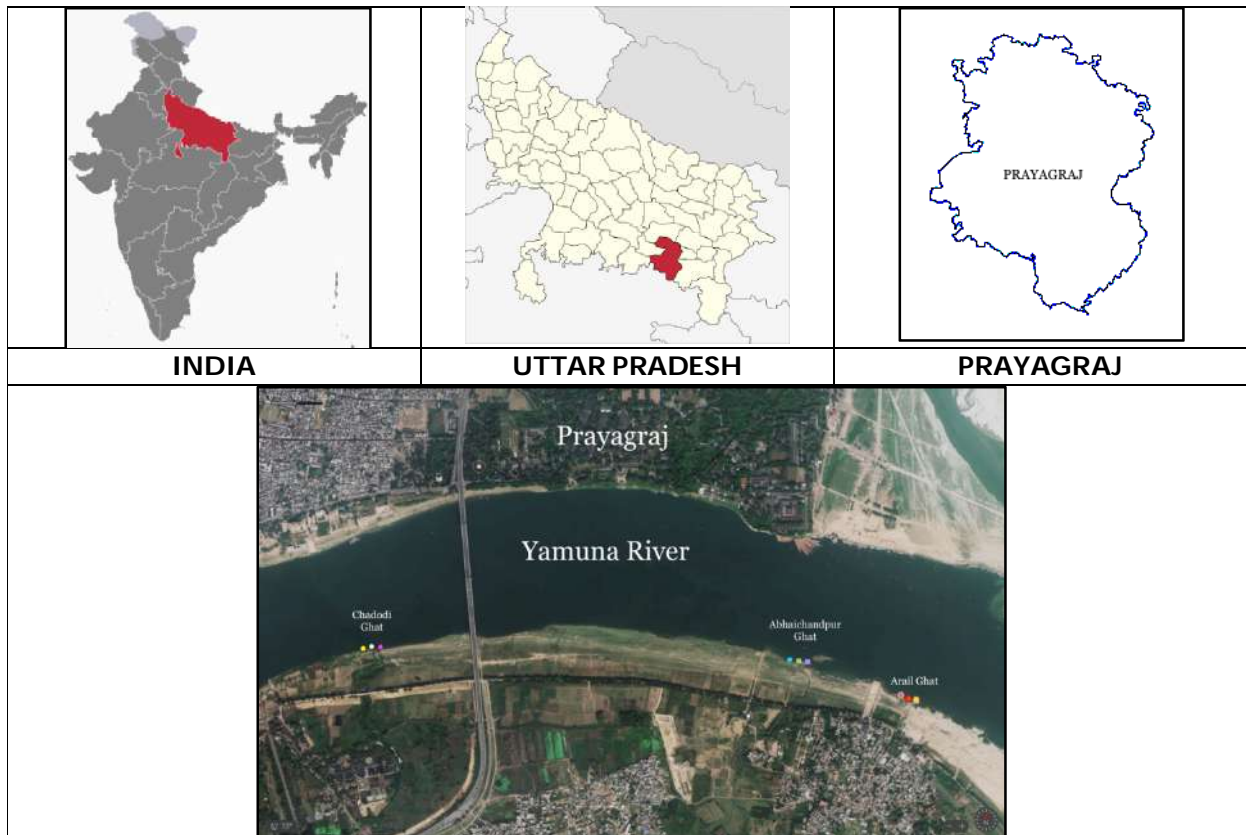 PRAYAGRAJ
INDIA
UTTAR PRADESH
PRAYAGRAJ
Prayagraj
Yamuna River
Chadodi
Ghat
Abhaichandpur
Ghat
Arail Ghat